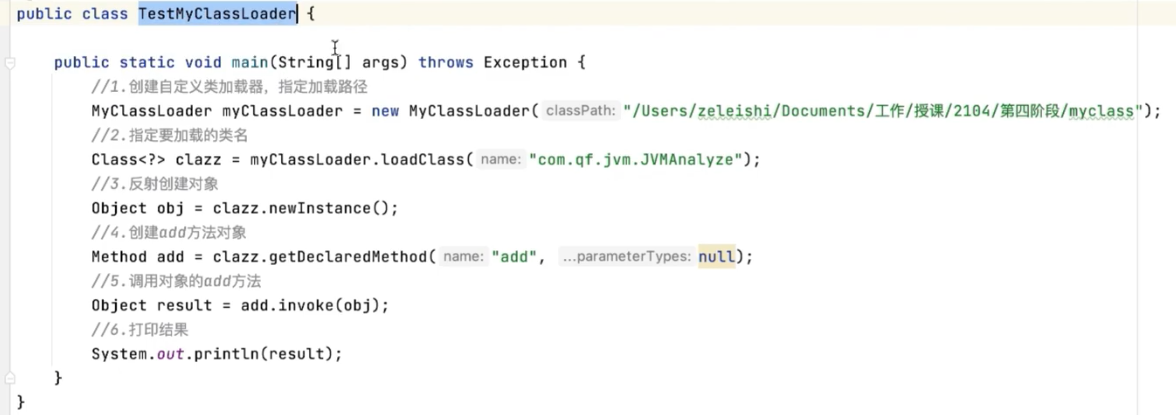 public class TestMyClassLoader {
public static void main(String[] args) throws Exception {
//1.创建自定义类加载器，指定加载路径
MyClassLoader myClassLoader = new MyClassLoader( classPath: "/Users/zeleishi/Documents/工作/授课/2104/第四阶段/myclass");
//2.指定要加载的类名
Class<?> clazz = myClassLoader.loadClass( name: "com.qf.jvm.JVMAnalyze");
//3.反射创建对象
Object obj = clazz.newInstance();
//4.创建add方法对象
Method add = clazz.getDeclaredMethod( name: "add", ...parameterTypes: null);
//5.调用对象的add方法
Object result = add.invoke(obj);
//6.打印结果
System.out.println(result);
}
}